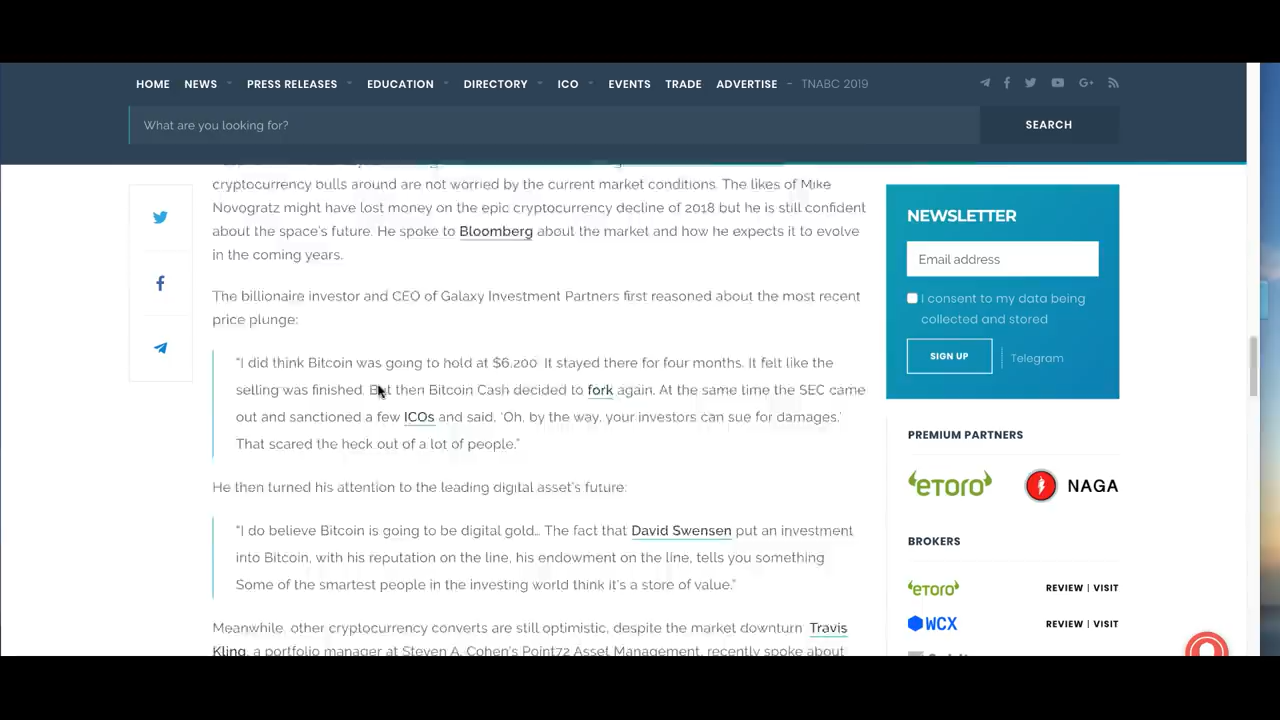 HOME NEWS PRESS RELEASES EDUCATION DIRECTORY ICO EVENTS TRADE ADVERTISE TNABC 2019
What are you looking for? SEARCH
cryptocurrency bulls around are not worried by the current market conditions. The likes of Mike
Novogratz might have lost money on the epic cryptocurrency decline of 2018 but he is still confident
about the space's future. He spoke to Bloomberg about the market and how he expects it to evolve
in the coming years.
The billionaire investor and CEO of Galaxy Investment Partners first reasoned about the most recent
price plunge:
"I did think Bitcoin was going to hold at $6,200. It stayed there for four months. It felt like the
selling was finished. But then Bitcoin Cash decided to fork again. At the same time the SEC came
out and sanctioned a few ICOs and said, 'Oh, by the way, your investors can sue for damages.'
That scared the heck out of a lot of people."
He then turned his attention to the leading digital asset's future:
"I do believe Bitcoin is going to be digital gold… The fact that David Swensen put an investment
into Bitcoin, with his reputation on the line, his endowment on the line, tells you something
Some of the smartest people in the investing world think it's a store of value."
Meanwhile, other cryptocurrency converts are still optimistic, despite the market downturn Travis
Kling, a portfolio manager at Steven A. Cohen's Point72 Asset Management, recently spoke about
NEWSLETTER
Email address
I consent to my data being
collected and stored
SIGN UP Telegram
PREMIUM PARTNERS
eToro NAGA
BROKERS
eToro REVIEW | VISIT
WCX REVIEW | VISIT